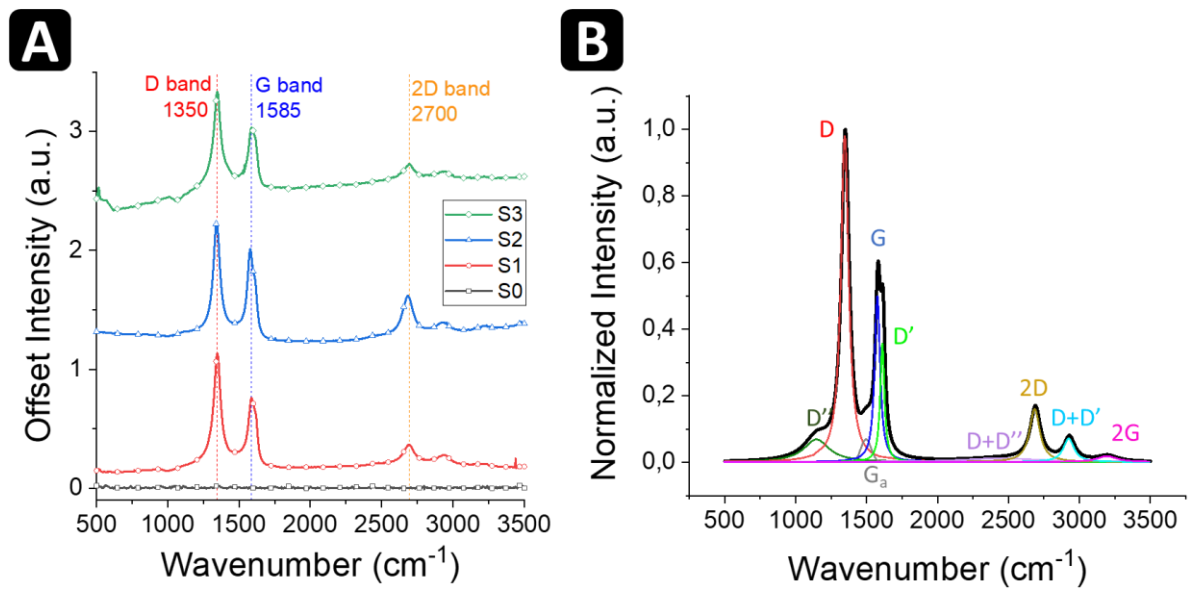 A
D band
1350
G band
1585
2D band
2700
S3
S2
S1
S0
Offset Intensity (a.u.)
3
2
1
0
500 1000 1500 2000 2500 3000 3500
Wavenumber (cm⁻¹)
B
Normalized Intensity (a.u.)
1,0
0,8
0,6
0,4
0,2
0,0
D
G
D′
D′′
Gₐ
D+D′′
2D
D+D′
2G
500 1000 1500 2000 2500 3000 3500
Wavenumber (cm⁻¹)